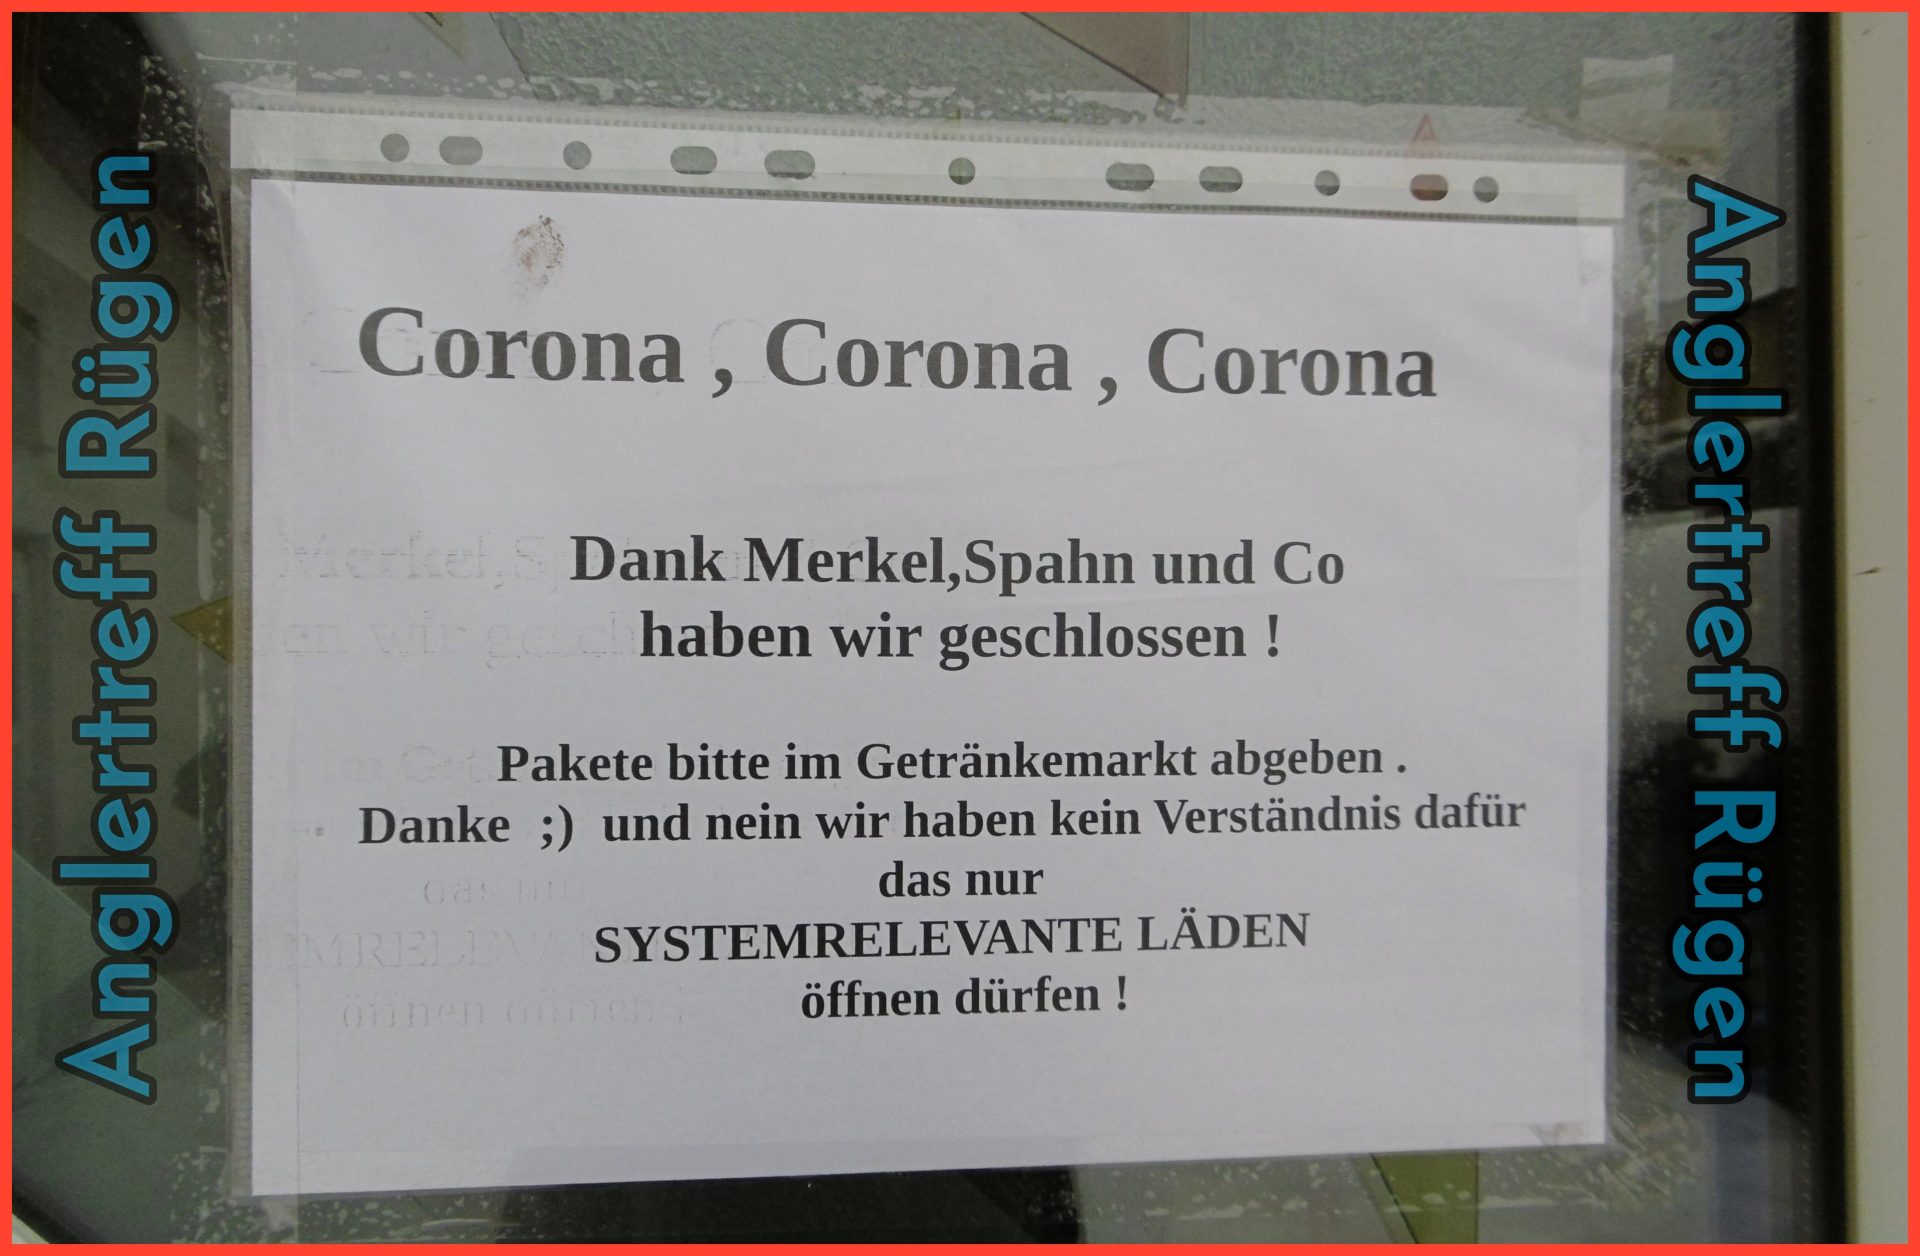 Anglertreff Rügen
Corona , Corona , Corona
Dank Merkel,Spahn und Co
haben wir geschlossen !
Pakete bitte im Getränkemarkt abgeben .
Danke  ;)  und nein wir haben kein Verständnis dafür
das nur
SYSTEMRELEVANTE LÄDEN
öffnen dürfen !
Anglertreff Rügen